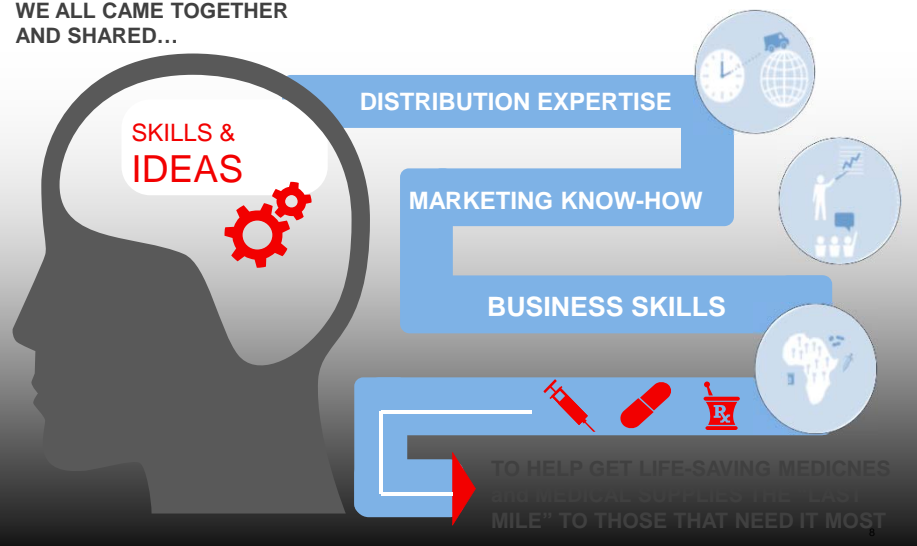 WE ALL CAME TOGETHER
AND SHARED…
SKILLS &
IDEAS
DISTRIBUTION EXPERTISE
MARKETING KNOW-HOW
BUSINESS SKILLS
Rx
TO HELP GET LIFE-SAVING MEDICNES
and MEDICAL SUPPLIES THE "LAST
MILE” TO THOSE THAT NEED IT MOST
8